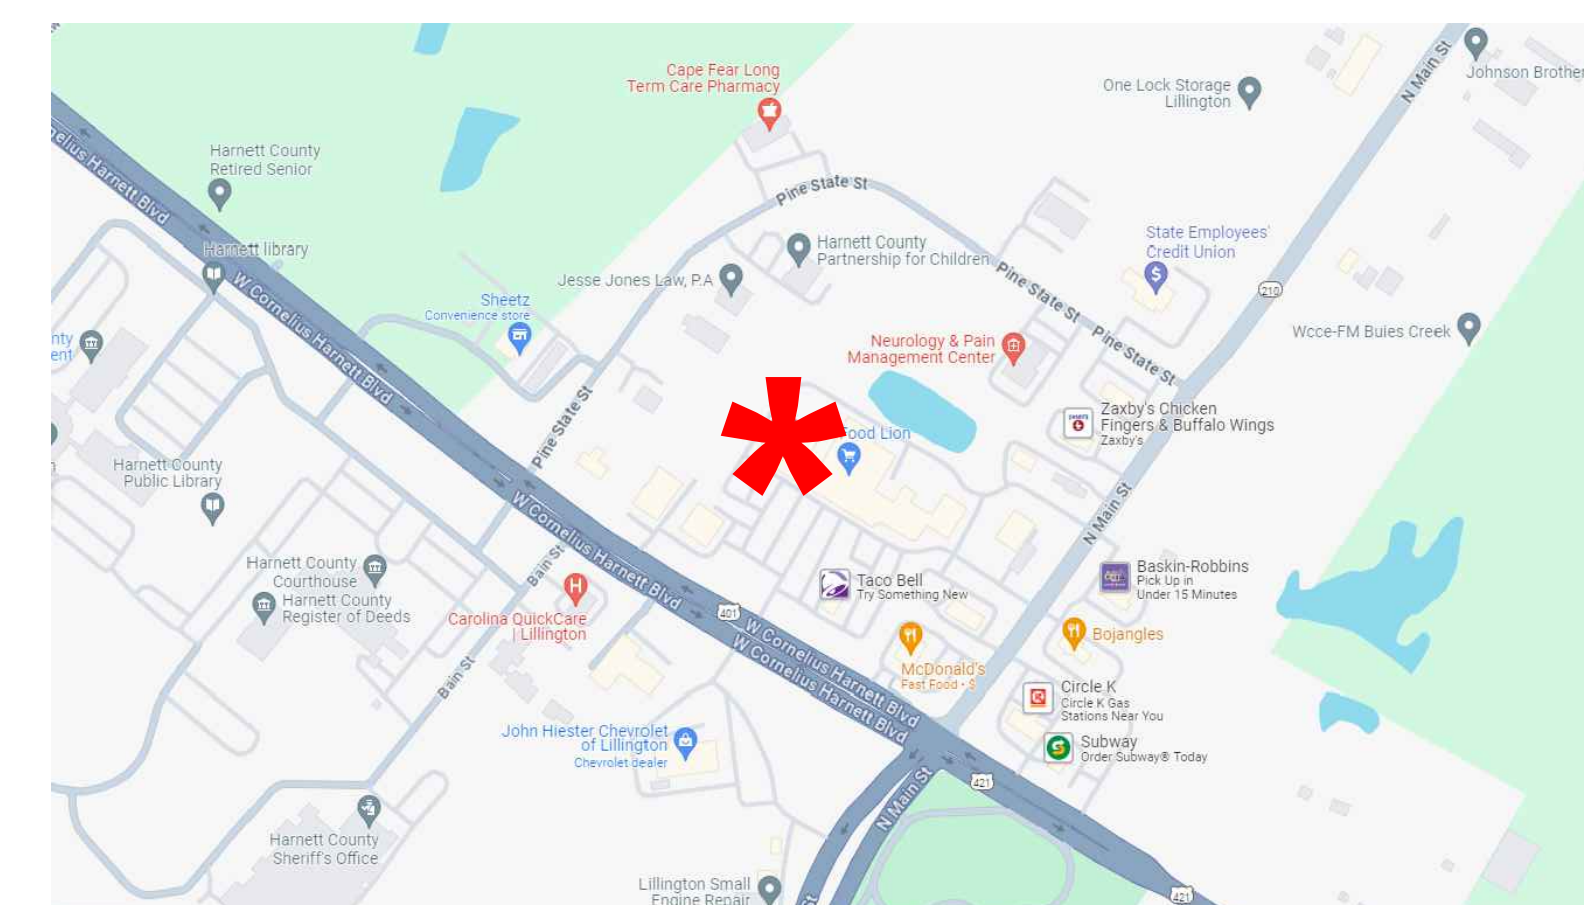 Cape Fear Long
Term Care Pharmacy
One Lock Storage
Lillington
N Main St
Johnson Brother
Harnett County
Retired Senior
Cornelius Harnett Blvd
Pine State St
Harnett library
W Cornelius Harnett Blvd
Harnett County
Partnership for Children
Jesse Jones Law, P.A
Pine State St
State Employees'
Credit Union
210
Sheetz
Convenience store
Pine State St
Wcce-FM Buies Creek
Neurology & Pain
Management Center
Zaxby's Chicken
Fingers & Buffalo Wings
Zaxby's
Food Lion
Pine State St
Harnett County
Public Library
N Main St
W Cornelius Harnett Blvd
Bain St
Harnett County
Courthouse
Harnett County
Register of Deeds
Carolina QuickCare
| Lillington
H
Taco Bell
Try Something New
Baskin-Robbins
Pick Up in
Under 15 Minutes
401
W Cornelius Harnett Blvd
W Cornelius Harnett Blvd
Bojangles
McDonald's
Fast Food • $
Bain St
Circle K
Circle K Gas
Stations Near You
Subway
Order Subway® Today
John Hiester Chevrolet
of Lillington
Chevrolet dealer
421
N Main St
Harnett County
Sheriff's Office
Lillington Small
Engine Repair
St
421